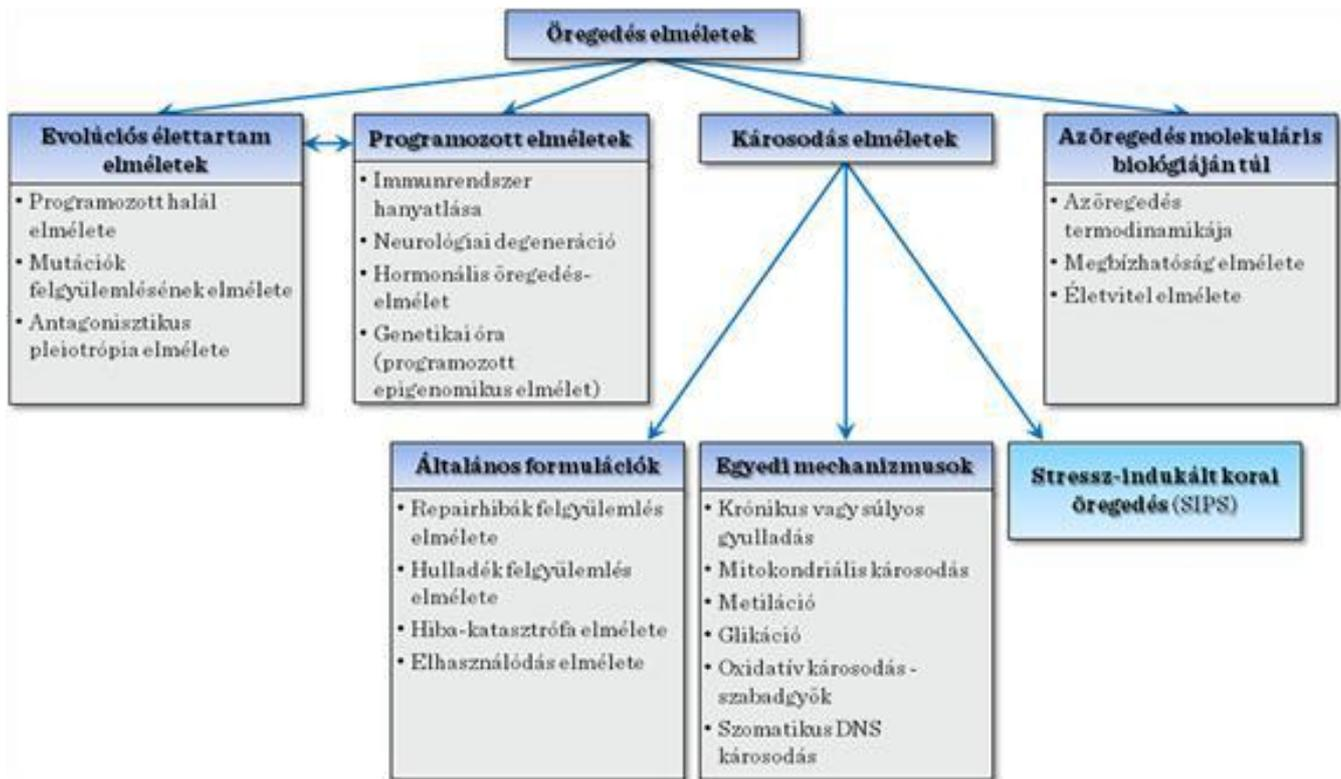 Öregedés elméletek
Evolúciós élettartam
elméletek
• Programozott halál
elmélete
• Mutációk
felgyülemlésének elmélete
• Antagonisztikus
pleiotrópia elmélete
Programozott elméletek
• Immunrendszer
hanyatlása
• Neurológiai degeneráció
• Hormonális öregedés-
elmélet
• Genetikai óra
(programozott
epigenomikus elmélet)
Károsodás elméletek
Az öregedés molekuláris
biológiáján túl
• Az öregedés
termodinamikája
• Megbízhatóság elmélete
• Életvitel elmélete
Általános formulációk
• Repairhibák felgyülemlés
elmélete
• Hulladék felgyülemlés
elmélete
• Hiba-katasztrófa elmélete
• Elhasználódás elmélete
Egyedi mechanizmusok
• Krónikus vagy súlyos
gyulladás
• Mitokondriális károsodás
• Metiláció
• Glikáció
• Oxidatív károsodás -
szabadgyök
• Szomatikus DNS
károsodás
Stressz-indukált korai
öregedés (SIPS)